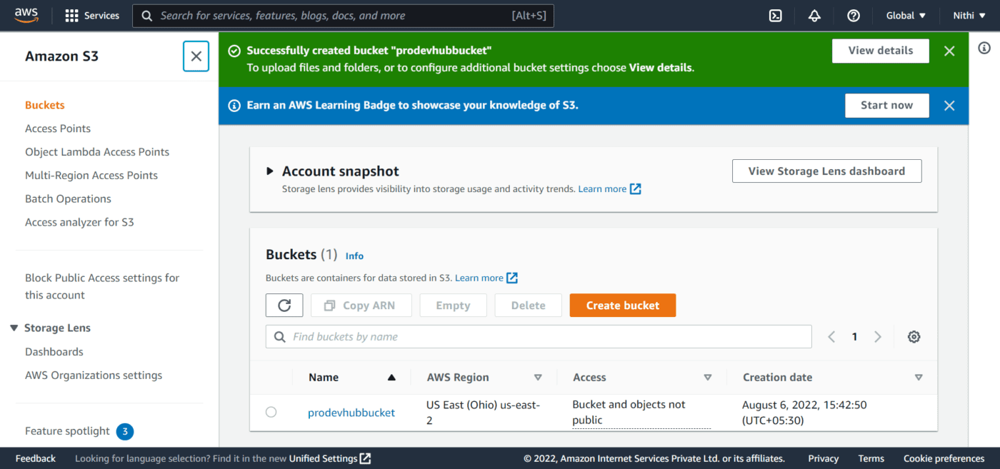 aws
Services
Search for services, features, blogs, docs, and more
[Alt+S]
Global
Nithi
Amazon S3
Buckets
Access Points
Object Lambda Access Points
Multi-Region Access Points
Batch Operations
Access analyzer for S3
Block Public Access settings for
this account
Storage Lens
Dashboards
AWS Organizations settings
Feature spotlight 3
Successfully created bucket "prodevhubbucket"
To upload files and folders, or to configure additional bucket settings choose View details.
View details
Earn an AWS Learning Badge to showcase your knowledge of S3.
Start now
Account snapshot
Storage lens provides visibility into storage usage and activity trends. Learn more
View Storage Lens dashboard
Buckets (1) Info
Buckets are containers for data stored in S3. Learn more
Copy ARN
Empty
Delete
Create bucket
Find buckets by name
1
Name
AWS Region
Access
Creation date
prodevhubbucket
US East (Ohio) us-east-
2
Bucket and objects not
public
August 6, 2022, 15:42:50
(UTC+05:30)
Feedback
Looking for language selection? Find it in the new Unified Settings
© 2022, Amazon Internet Services Private Ltd. or its affiliates.
Privacy
Terms
Cookie preferences